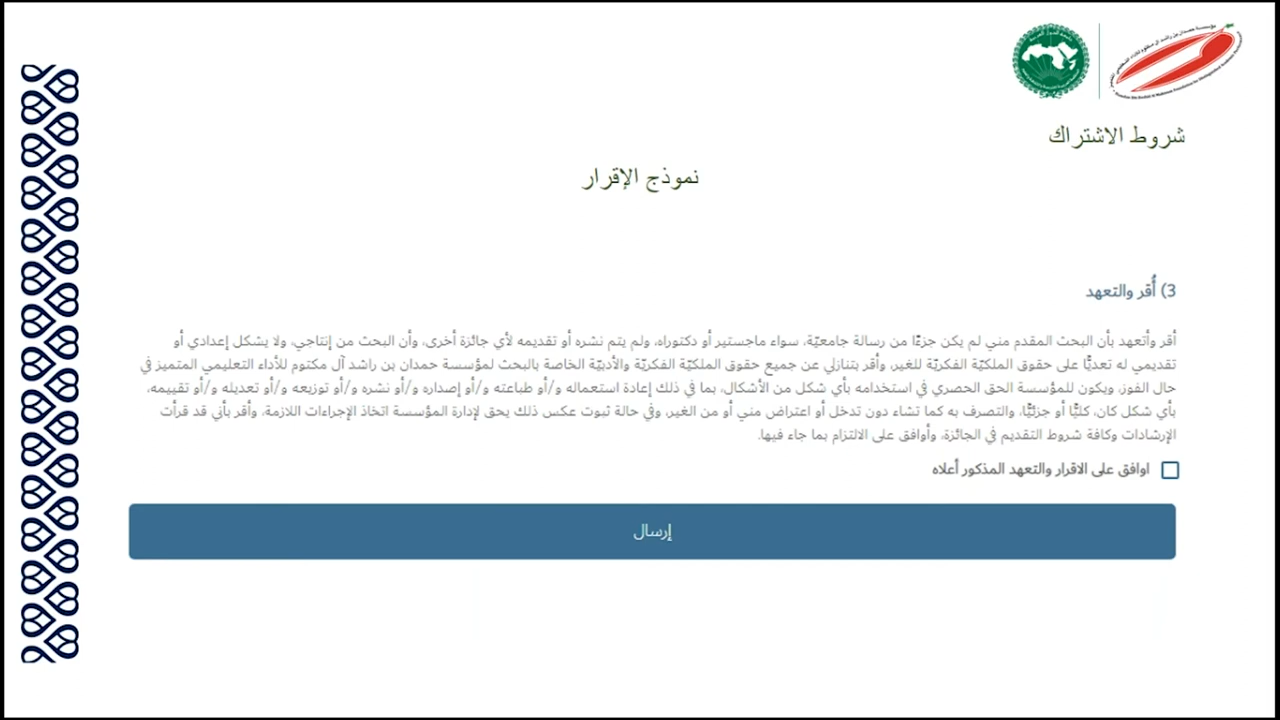 شروط الاشتراك
نموذج الإقرار
3) أُقر والتعهد
أقر وأتعهد بأن البحث المقدم مني لم يكن جزءًا من رسالة جامعيّة، سواء ماجستير أو دكتوراه، ولم يتم نشره أو تقديمه لأي جائزة أخرى، وأن البحث من إنتاجي، ولا يشكل إعدادي أو
تقديمي له تعديًّا على حقوق الملكيّة الفكريّة للغير، وأقر بتنازلي عن جميع حقوق الملكيّة الفكريّة والأدبيّة الخاصة بالبحث لمؤسسة حمدان بن راشد آل مكتوم للأداء التعليمي المتميز في
حال الفوز، ويكون للمؤسسة الحق الحصري في استخدامه بأي شكل من الأشكال، بما في ذلك إعادة استعماله و/أو طباعته و/أو إصداره و/أو نشره و/أو توزيعه و/أو تعديله و/أو تقييمه،
بأي شكل كان، كليًّا أو جزئيًّا، والتصرف به كما تشاء دون تدخل أو اعتراض مني أو من الغير، وفي حالة ثبوت عكس ذلك يحق لإدارة المؤسسة اتخاذ الإجراءات اللازمة، وأقر بأني قد قرأت
الإرشادات وكافة شروط التقديم في الجائزة، وأوافق على الالتزام بما جاء فيها.
اوافق على الاقرار والتعهد المذكور أعلاه
إرسال